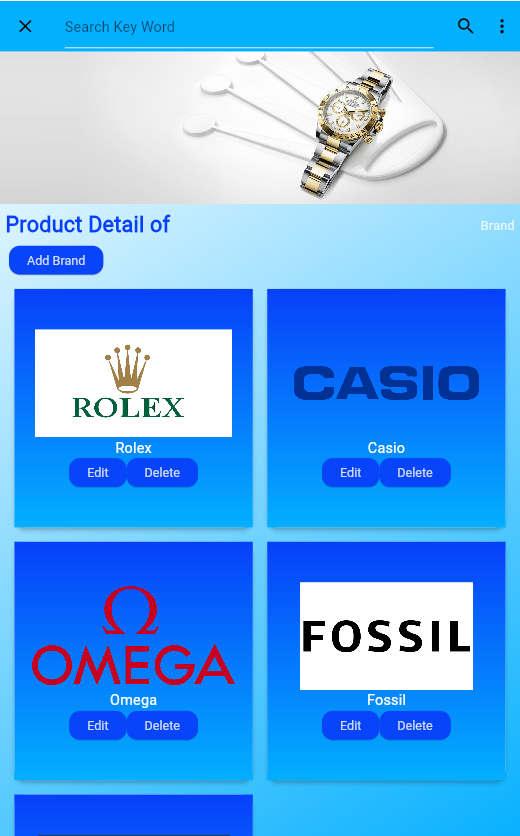 Search Key Word
Product Detail of
Brand
Add Brand
ROLEX
CASIO
Rolex
Casio
Edit Delete
Edit Delete
OMEGA
FOSSIL
Omega
Fossil
Edit Delete
Edit Delete